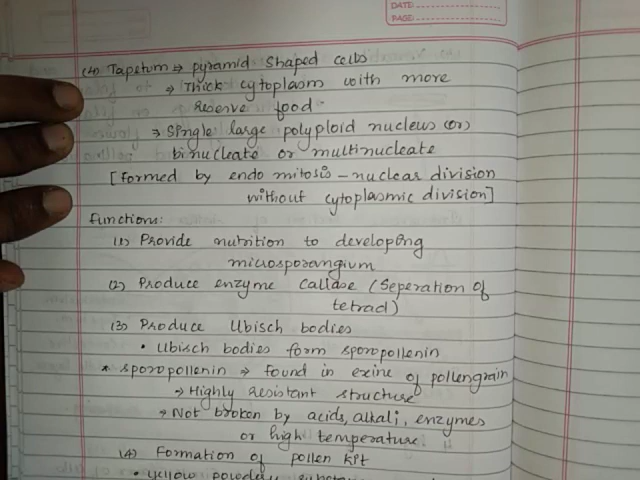 DATE:
PAGE:
(4) Tapetum → pyramid shaped cells
→ Thick cytoplasm with more
reserve food.
→ Single large polyploid nucleus (or)
binucleate or multinucleate
[formed by endo mitosis - nuclear division
without cytoplasmic division]
Functions:
(1) Provide nutrition to developing
microsporangium
(2) Produce enzyme callase (Seperation of
tetrad)
(3) Produce Ubisch bodies
• Ubisch bodies form sporopollenin
* sporopollenin → found in exine of pollengrain
→ Highly resistant structure
→ Not broken by acids, alkali, enzymes
or high temperature.
(4) Formation of pollen kitt
• yellow powdery